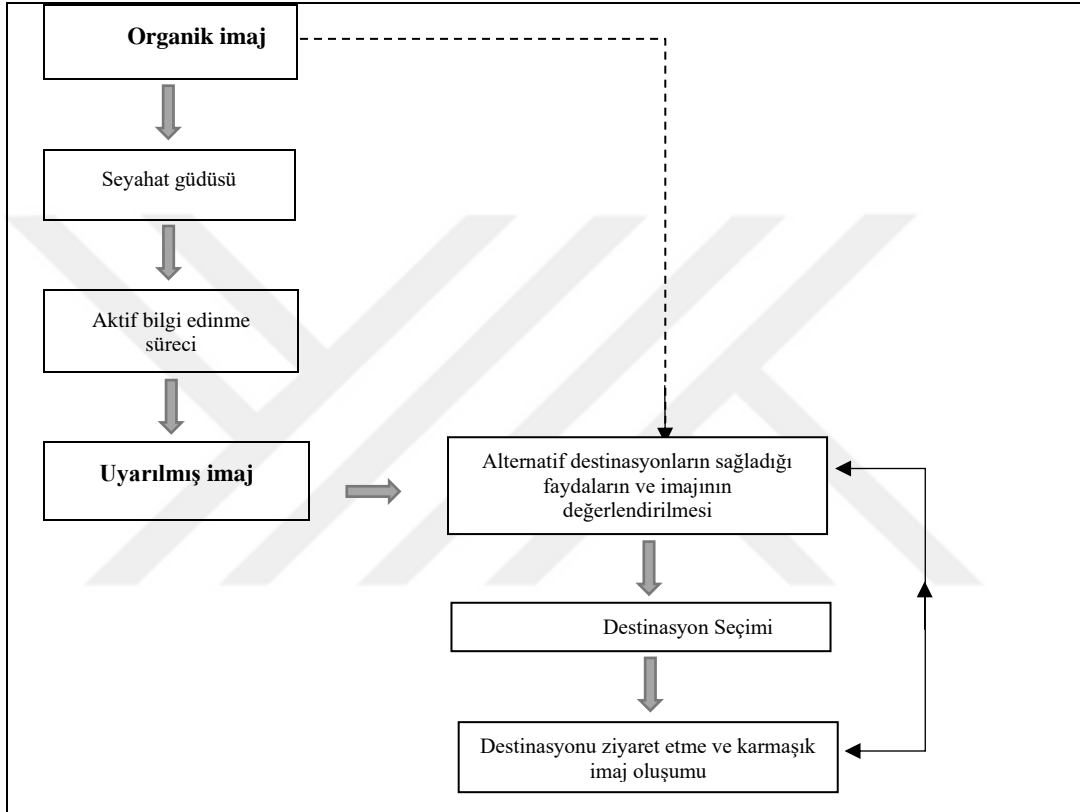 Organik imaj
Seyahat güdüsü
Aktif bilgi edinme
süreci
Uyarılmış imaj
Alternatif destinasyonların sağladığı
faydaların ve imajının
değerlendirilmesi
Destinasyon Seçimi
Destinasyonu ziyaret etme ve karmaşık
imaj oluşumu